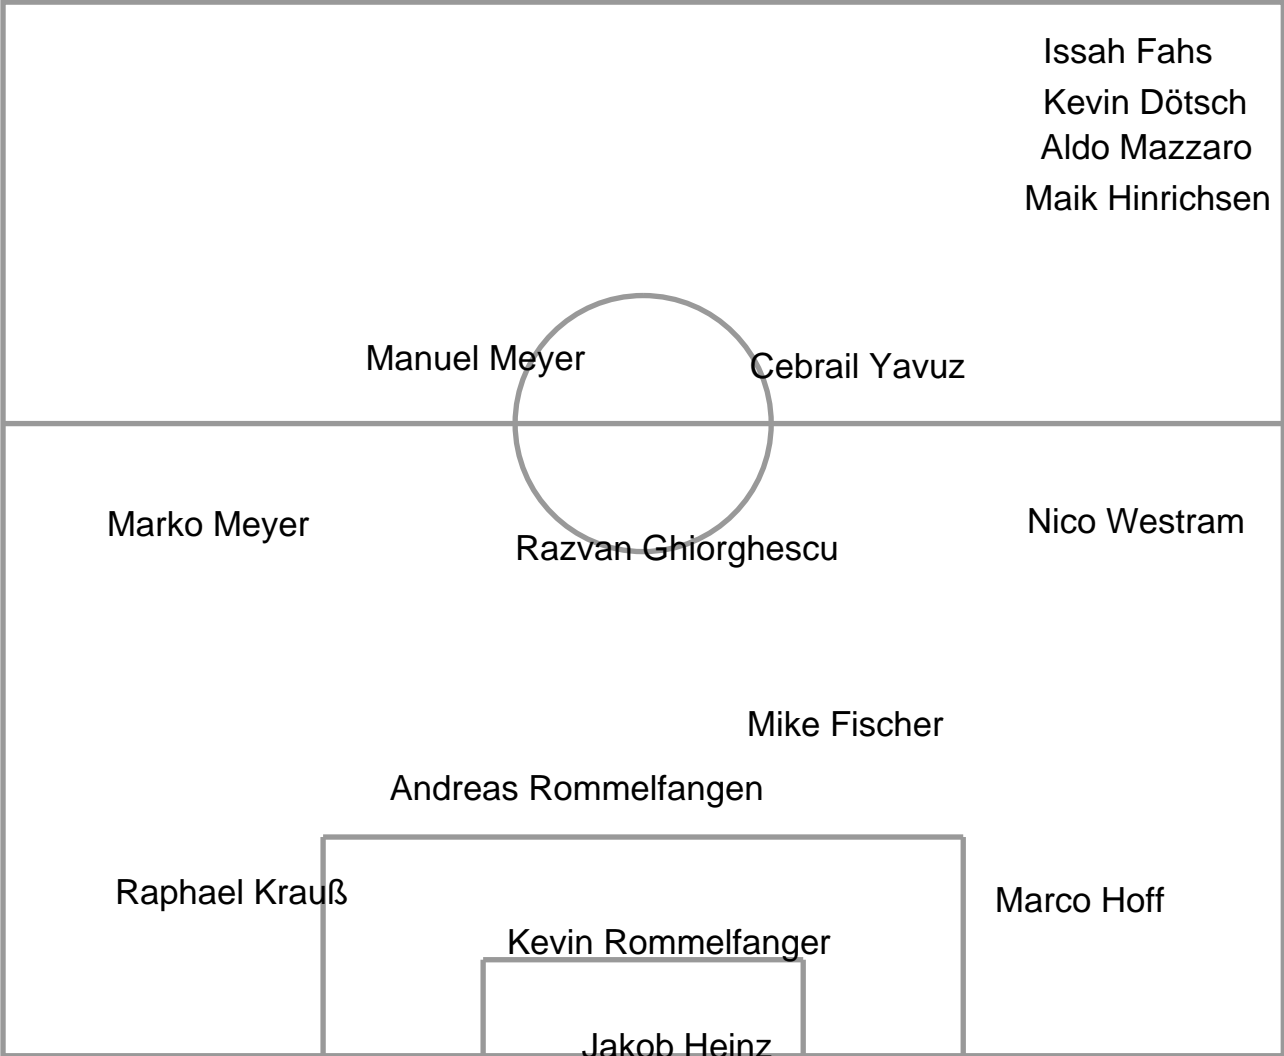 Issah Fahs
Kevin Dötsch
Aldo Mazzaro
Maik Hinrichsen
Manuel Meyer
Cebrail Yavuz
Marko Meyer
Nico Westram
Razvan Ghiorghescu
Mike Fischer
Andreas Rommelfangen
Raphael Krauß
Marco Hoff
Kevin Rommelfanger
Jakob Heinz